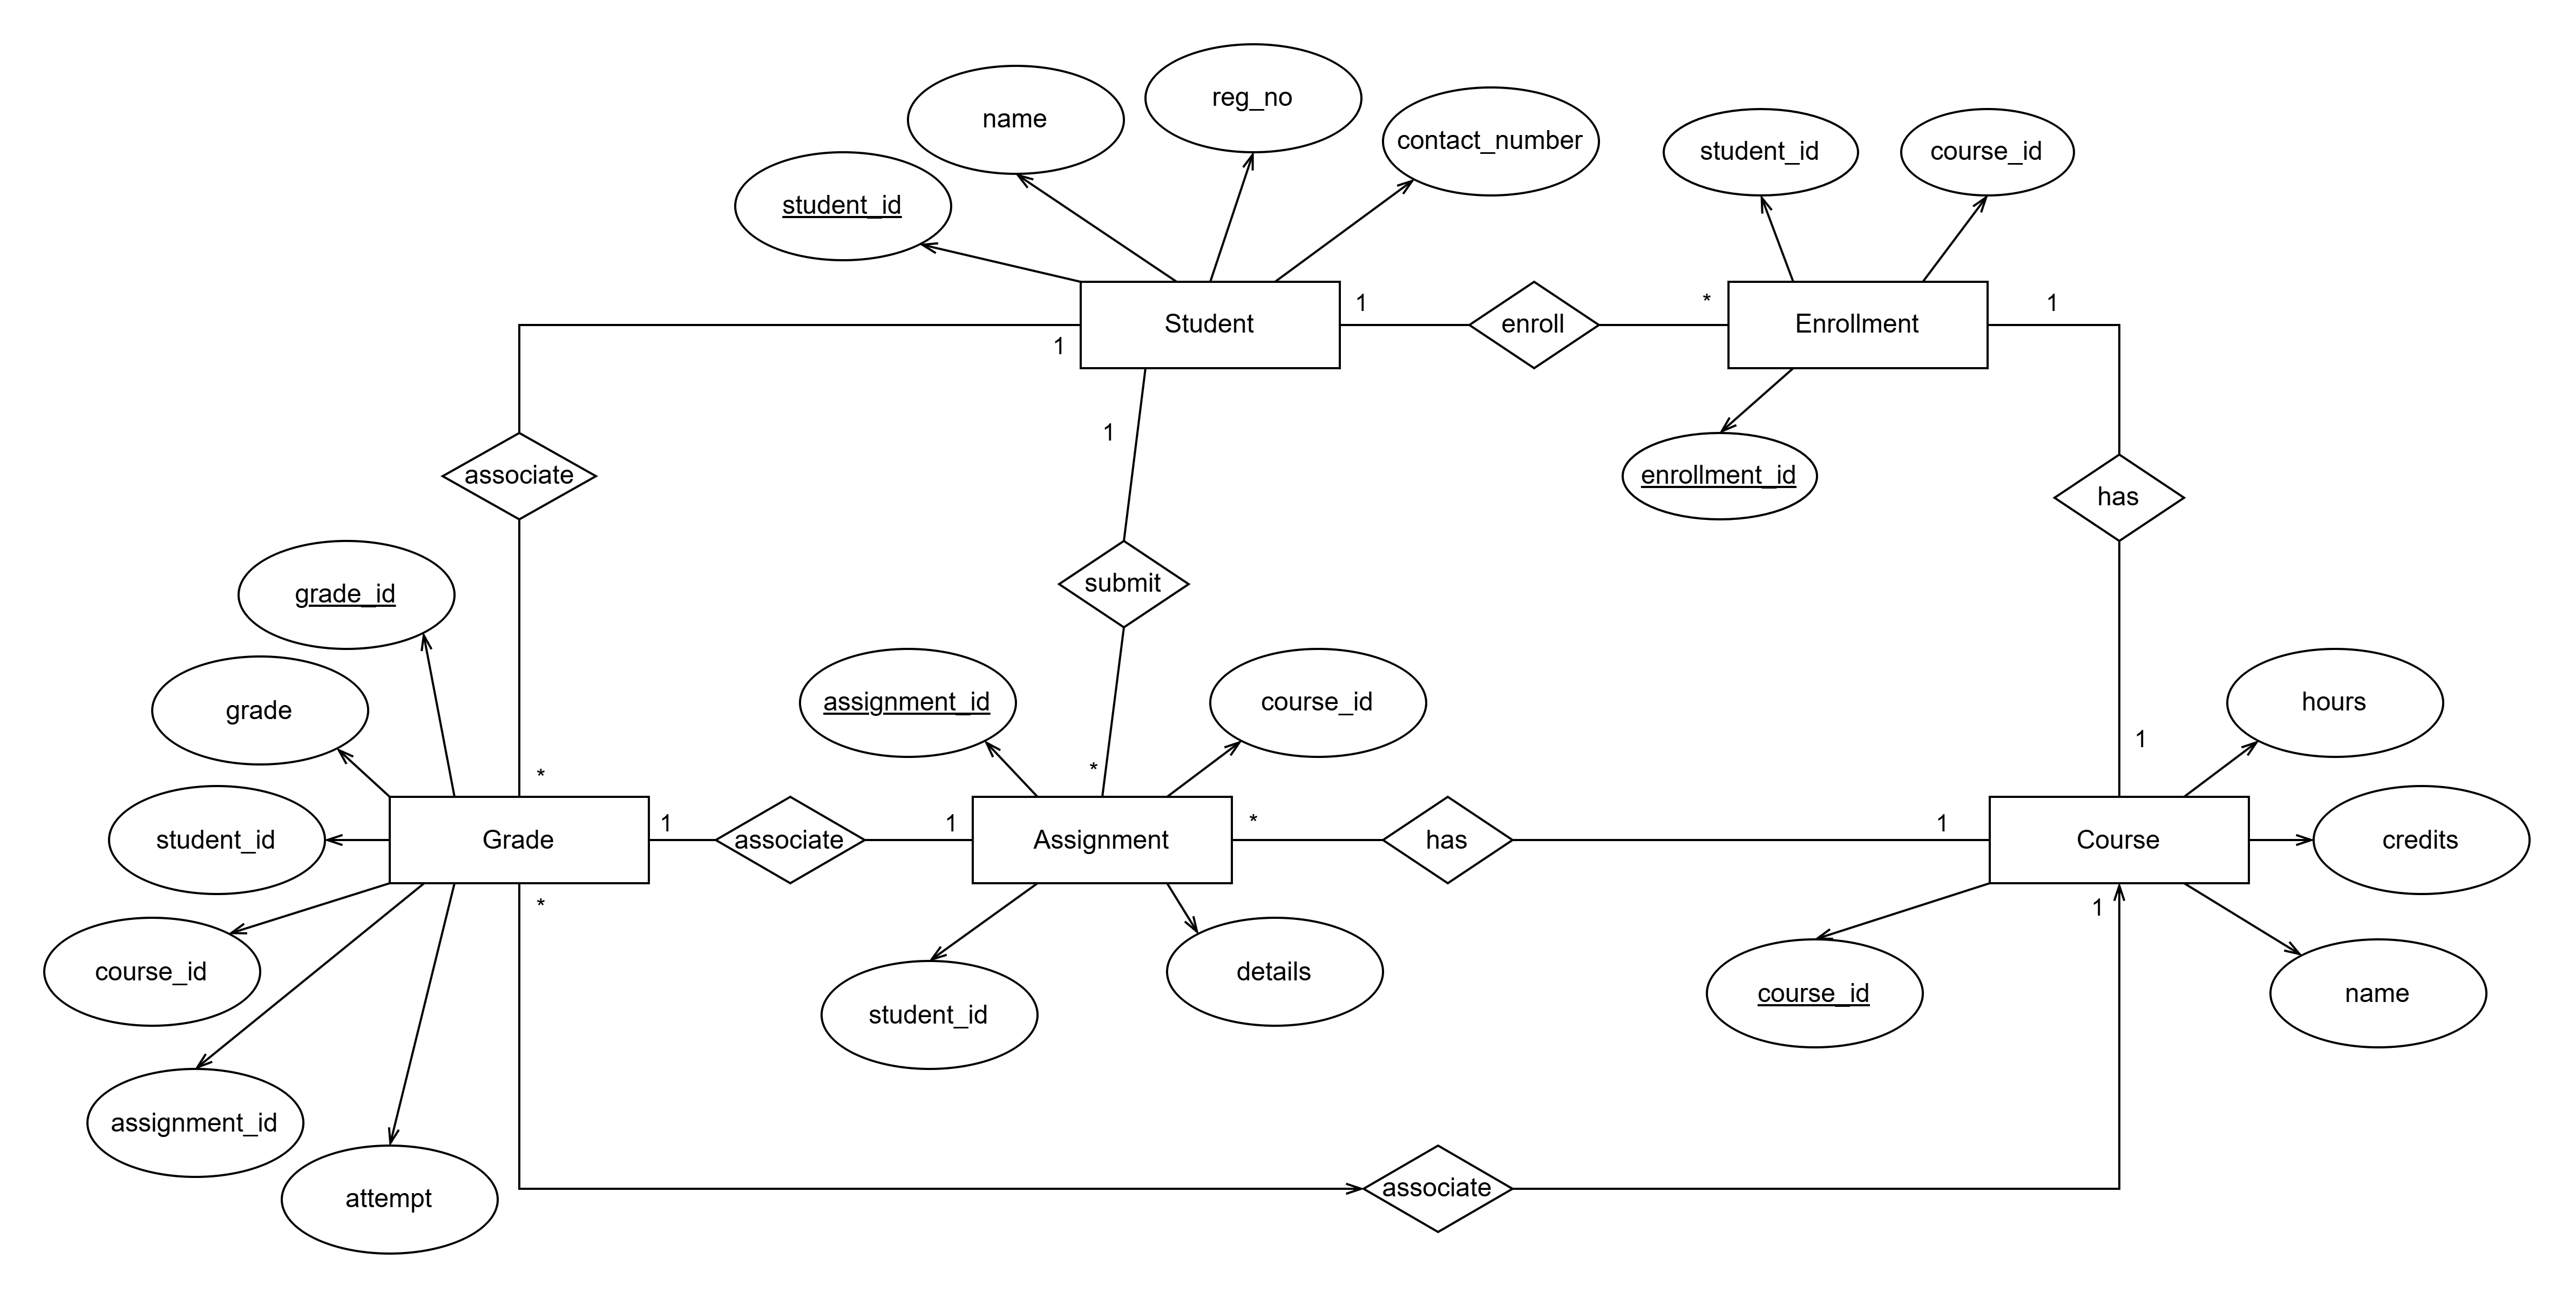 reg_no
name
contact_number
student_id
course_id
student_id
1
*
1
Student
enroll
Enrollment
1
1
associate
enrollment_id
has
submit
grade_id
assignment_id
course_id
hours
grade
1
*
*
1
1
*
1
student_id
Grade
associate
Assignment
has
Course
credits
*
1
course_id
details
course_id
name
student_id
assignment_id
attempt
associate